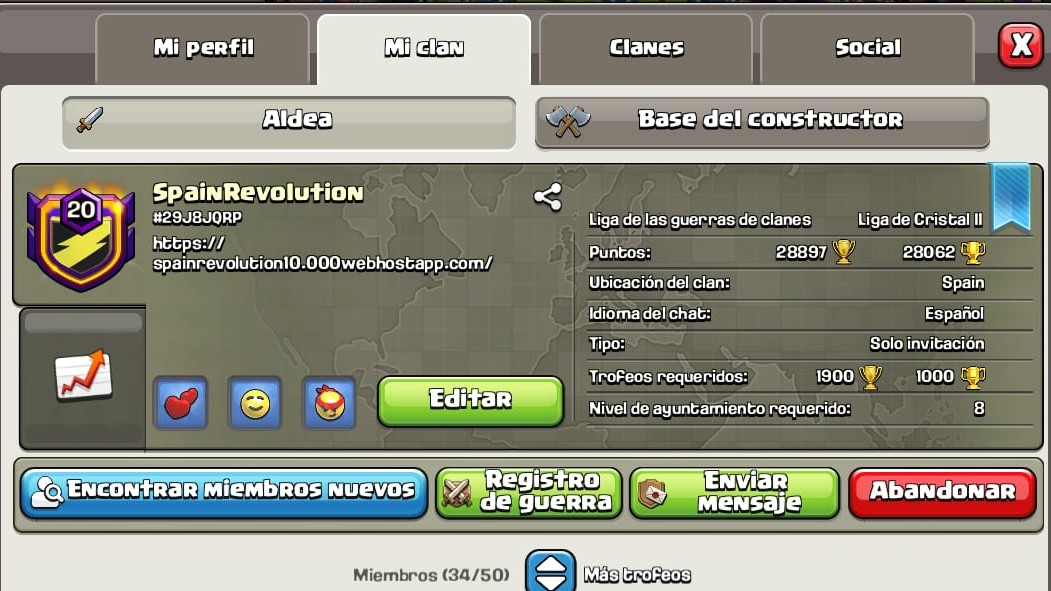 Mi perfil
Mi clan
Clanes
Social
X
Aldea
Base del constructor
20
SpainRevolution
#29J8JQRP
https://
spainrevolution10.000webhostapp.com/
Liga de las guerras de clanes Liga de Cristal II
Puntos: 28897 28062
Ubicación del clan: Spain
Idioma del chat: Español
Tipo: Solo invitación
Trofeos requeridos: 1900 1000
Nivel de ayuntamiento requerido: 8
Editar
Encontrar miembros nuevos
Registro
de guerra
Enviar
mensaje
Abandonar
Miembros (34/50)
Más trofeos